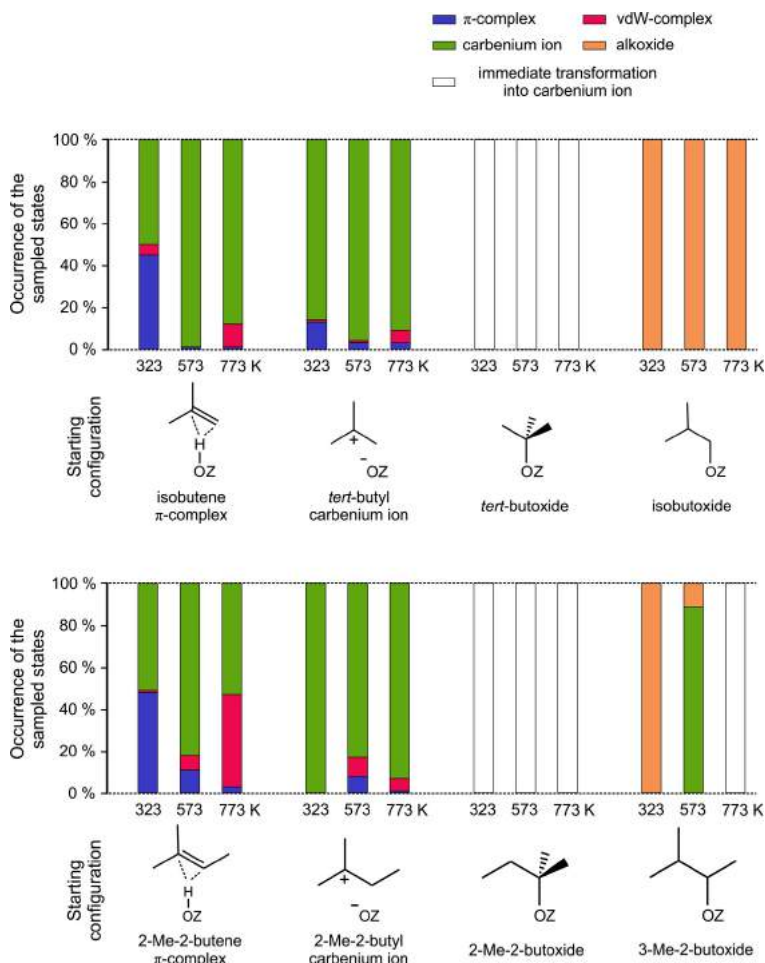 π-complex
vdW-complex
carbenium ion
alkoxide
immediate transformation
into carbenium ion
Occurrence of the
sampled states
100 %
80 %
60 %
40 %
20 %
0 %
323 573 773 K
323 573 773 K
323 573 773 K
323 573 773 K
Starting
configuration
H
OZ
isobutene
π-complex
+
−
OZ
tert-butyl
carbenium ion
OZ
tert-butoxide
OZ
isobutoxide
Occurrence of the
sampled states
100 %
80 %
60 %
40 %
20 %
0 %
323 573 773 K
323 573 773 K
323 573 773 K
323 573 773 K
Starting
configuration
H
OZ
2-Me-2-butene
π-complex
+
−
OZ
2-Me-2-butyl
carbenium ion
OZ
2-Me-2-butoxide
OZ
3-Me-2-butoxide